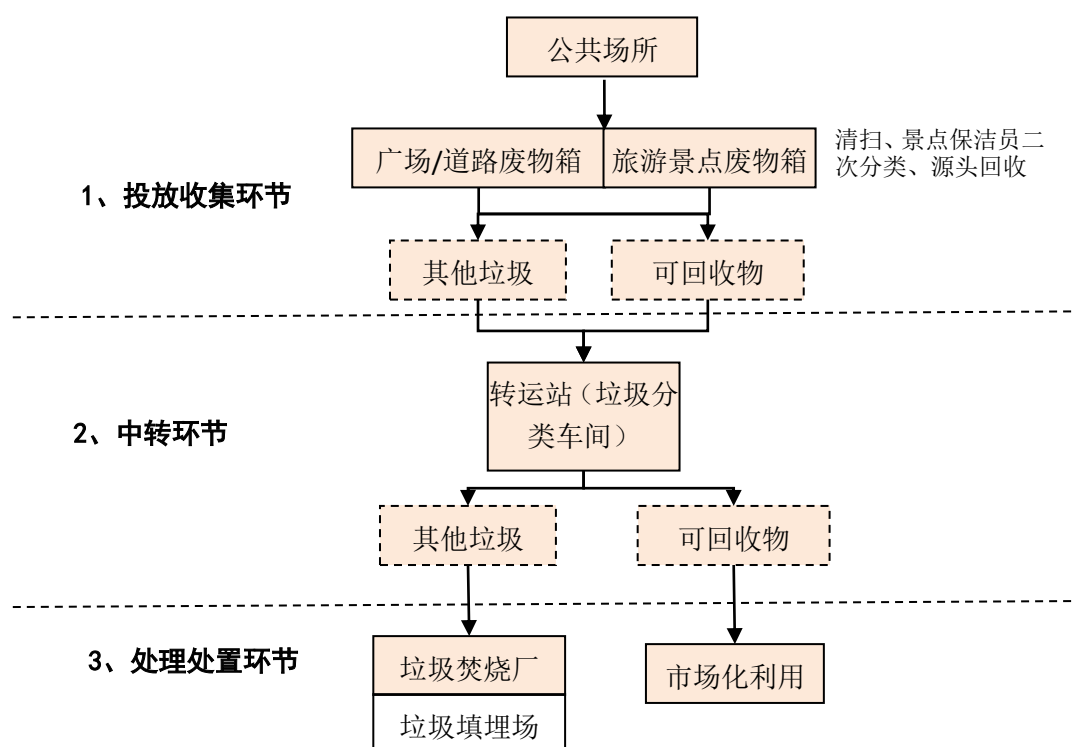 公共场所
广场/道路废物箱
旅游景点废物箱
清扫、景点保洁员二
次分类、源头回收
1、投放收集环节
其他垃圾
可回收物
转运站（垃圾分
类车间）
2、中转环节
其他垃圾
可回收物
3、处理处置环节
垃圾焚烧厂
市场化利用
垃圾填埋场